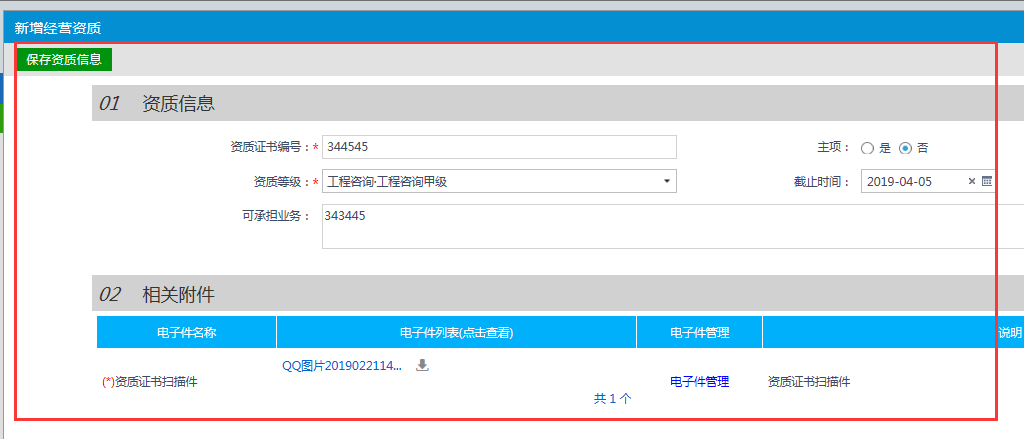 新增经营资质
保存资质信息
01 资质信息
资质证书编号：* 344545 主项： 是 否
资质等级：* 工程咨询·工程咨询甲级 截止时间： 2019-04-05
可承担业务： 343445
02 相关附件
电子件名称 电子件列表(点击查看) 电子件管理 说明
QQ图片2019022114...
(*)资质证书扫描件 电子件管理 资质证书扫描件
共 1 个